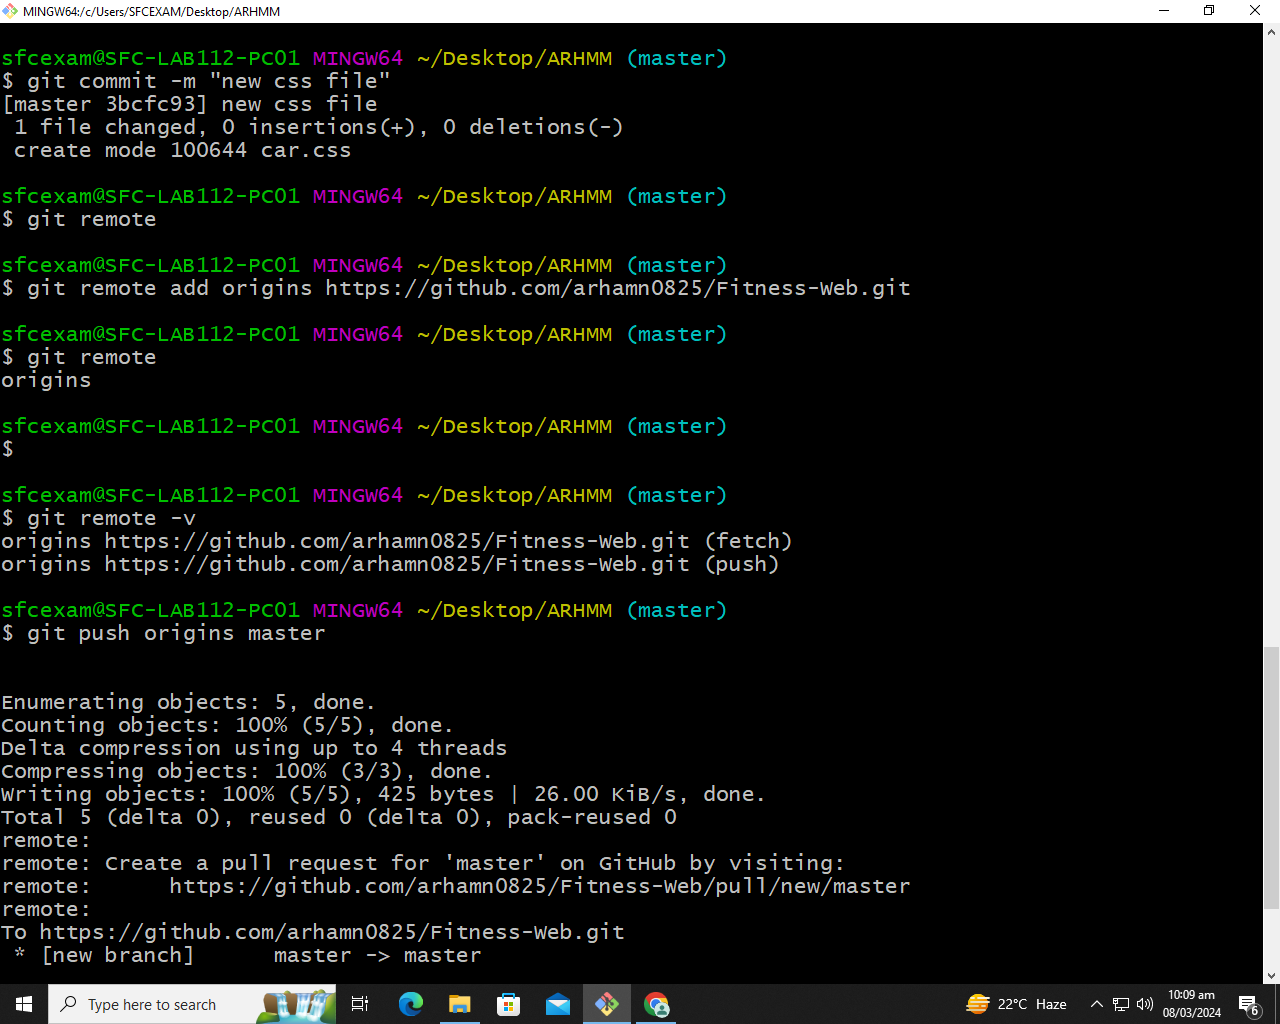 MINGW64:/c/Users/SFCEXAM/Desktop/ARHMM
sfcexam@SFC-LAB112-PC01 MINGW64 ~/Desktop/ARHMM (master)
$ git commit -m "new css file"
[master 3bcfc93] new css file
 1 file changed, 0 insertions(+), 0 deletions(-)
 create mode 100644 car.css
sfcexam@SFC-LAB112-PC01 MINGW64 ~/Desktop/ARHMM (master)
$ git remote
sfcexam@SFC-LAB112-PC01 MINGW64 ~/Desktop/ARHMM (master)
$ git remote add origins https://github.com/arhamn0825/Fitness-Web.git
sfcexam@SFC-LAB112-PC01 MINGW64 ~/Desktop/ARHMM (master)
$ git remote
origins
sfcexam@SFC-LAB112-PC01 MINGW64 ~/Desktop/ARHMM (master)
$
sfcexam@SFC-LAB112-PC01 MINGW64 ~/Desktop/ARHMM (master)
$ git remote -v
origins https://github.com/arhamn0825/Fitness-Web.git (fetch)
origins https://github.com/arhamn0825/Fitness-Web.git (push)
sfcexam@SFC-LAB112-PC01 MINGW64 ~/Desktop/ARHMM (master)
$ git push origins master
Enumerating objects: 5, done.
Counting objects: 100% (5/5), done.
Delta compression using up to 4 threads
Compressing objects: 100% (3/3), done.
Writing objects: 100% (5/5), 425 bytes | 26.00 KiB/s, done.
Total 5 (delta 0), reused 0 (delta 0), pack-reused 0
remote:
remote: Create a pull request for 'master' on GitHub by visiting:
remote:      https://github.com/arhamn0825/Fitness-Web/pull/new/master
remote:
To https://github.com/arhamn0825/Fitness-Web.git
 * [new branch]      master -> master
Type here to search
22°C Haze
10:09 am
08/03/2024
6